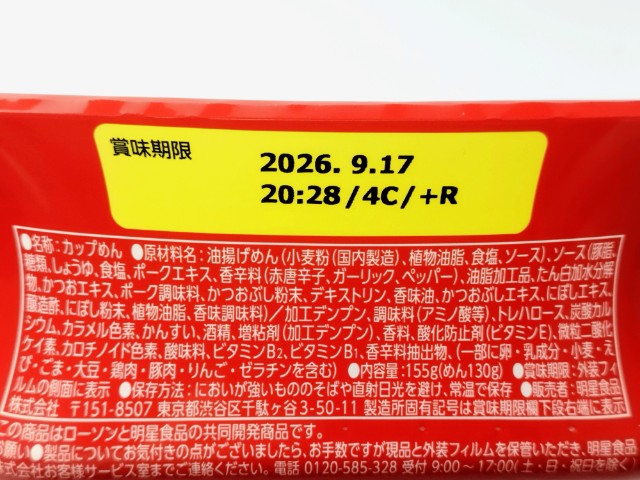 賞味期限
2026. 9.17
20:28/4C/+R
●名称:カップめん ●原材料名:油揚げめん(小麦粉(国内製造)、植物油脂、食塩、ソース)、ソース(豚脂、
糖類、しょうゆ、食塩、ポークエキス、香辛料(赤唐辛子、ガーリック、ペッパー)、油脂加工品、たん白加水分解
物、かつおエキス、ポーク調味料、かつおぶし粉末、デキストリン、香味油、かつおぶしエキス、にぼしエキス、
醸造酢、にぼし粉末、植物油脂、香味調味料)/加工デンプン、調味料(アミノ酸等)、トレハロース、炭酸カル
シウム、カラメル色素、かんすい、酒精、増粘剤(加工デンプン)、香料、酸化防止剤(ビタミンE)、微粒二酸化
ケイ素、カロチノイド色素、酸味料、ビタミンB2、ビタミンB1、香辛料抽出物、(一部に卵・乳成分・小麦・え
び・ごま・大豆・鶏肉・豚肉・りんご・ゼラチンを含む) ●内容量:155g(めん130g) ●賞味期限:外装フィ
ルムの側面に表示 ●保存方法:においが強いもののそばや直射日光を避け、常温で保存 ●販売者:明星食品
株式会社 〒151-8507 東京都渋谷区千駄ヶ谷3-50-11 製造所固有記号は賞味期限欄下段右端に表示
この商品はローソンと明星食品の共同開発商品です。
お願い●製品についてお気付きの点がございましたら、お手数ですが現品と外装フィルムを保管いただき、明星食品
株式会社お客様サービス室までご連絡ください。電話 0120-585-328 受付 9:00〜17:00(土・日・祝日を除く)